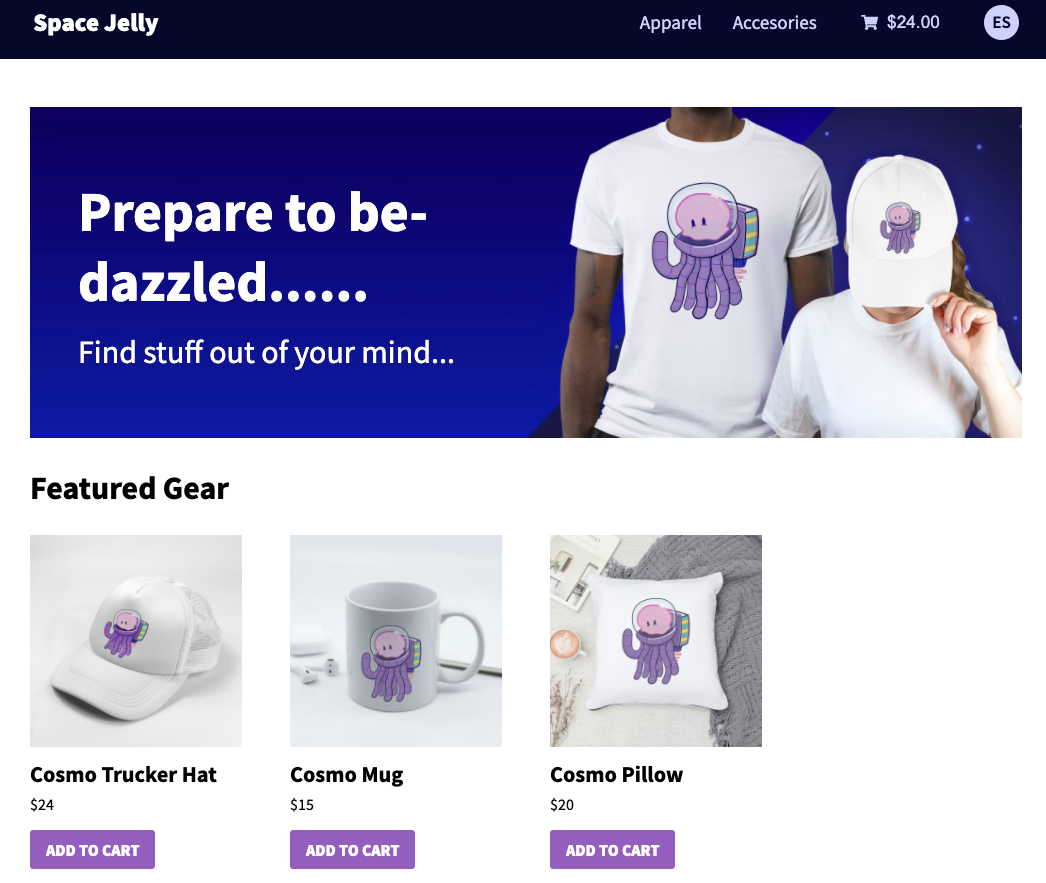 Space Jelly
Apparel
Accesories
$24.00
ES
Prepare to be-
dazzled......
Find stuff out of your mind...
Featured Gear
Cosmo Trucker Hat
$24
ADD TO CART
Cosmo Mug
$15
ADD TO CART
Cosmo Pillow
$20
ADD TO CART